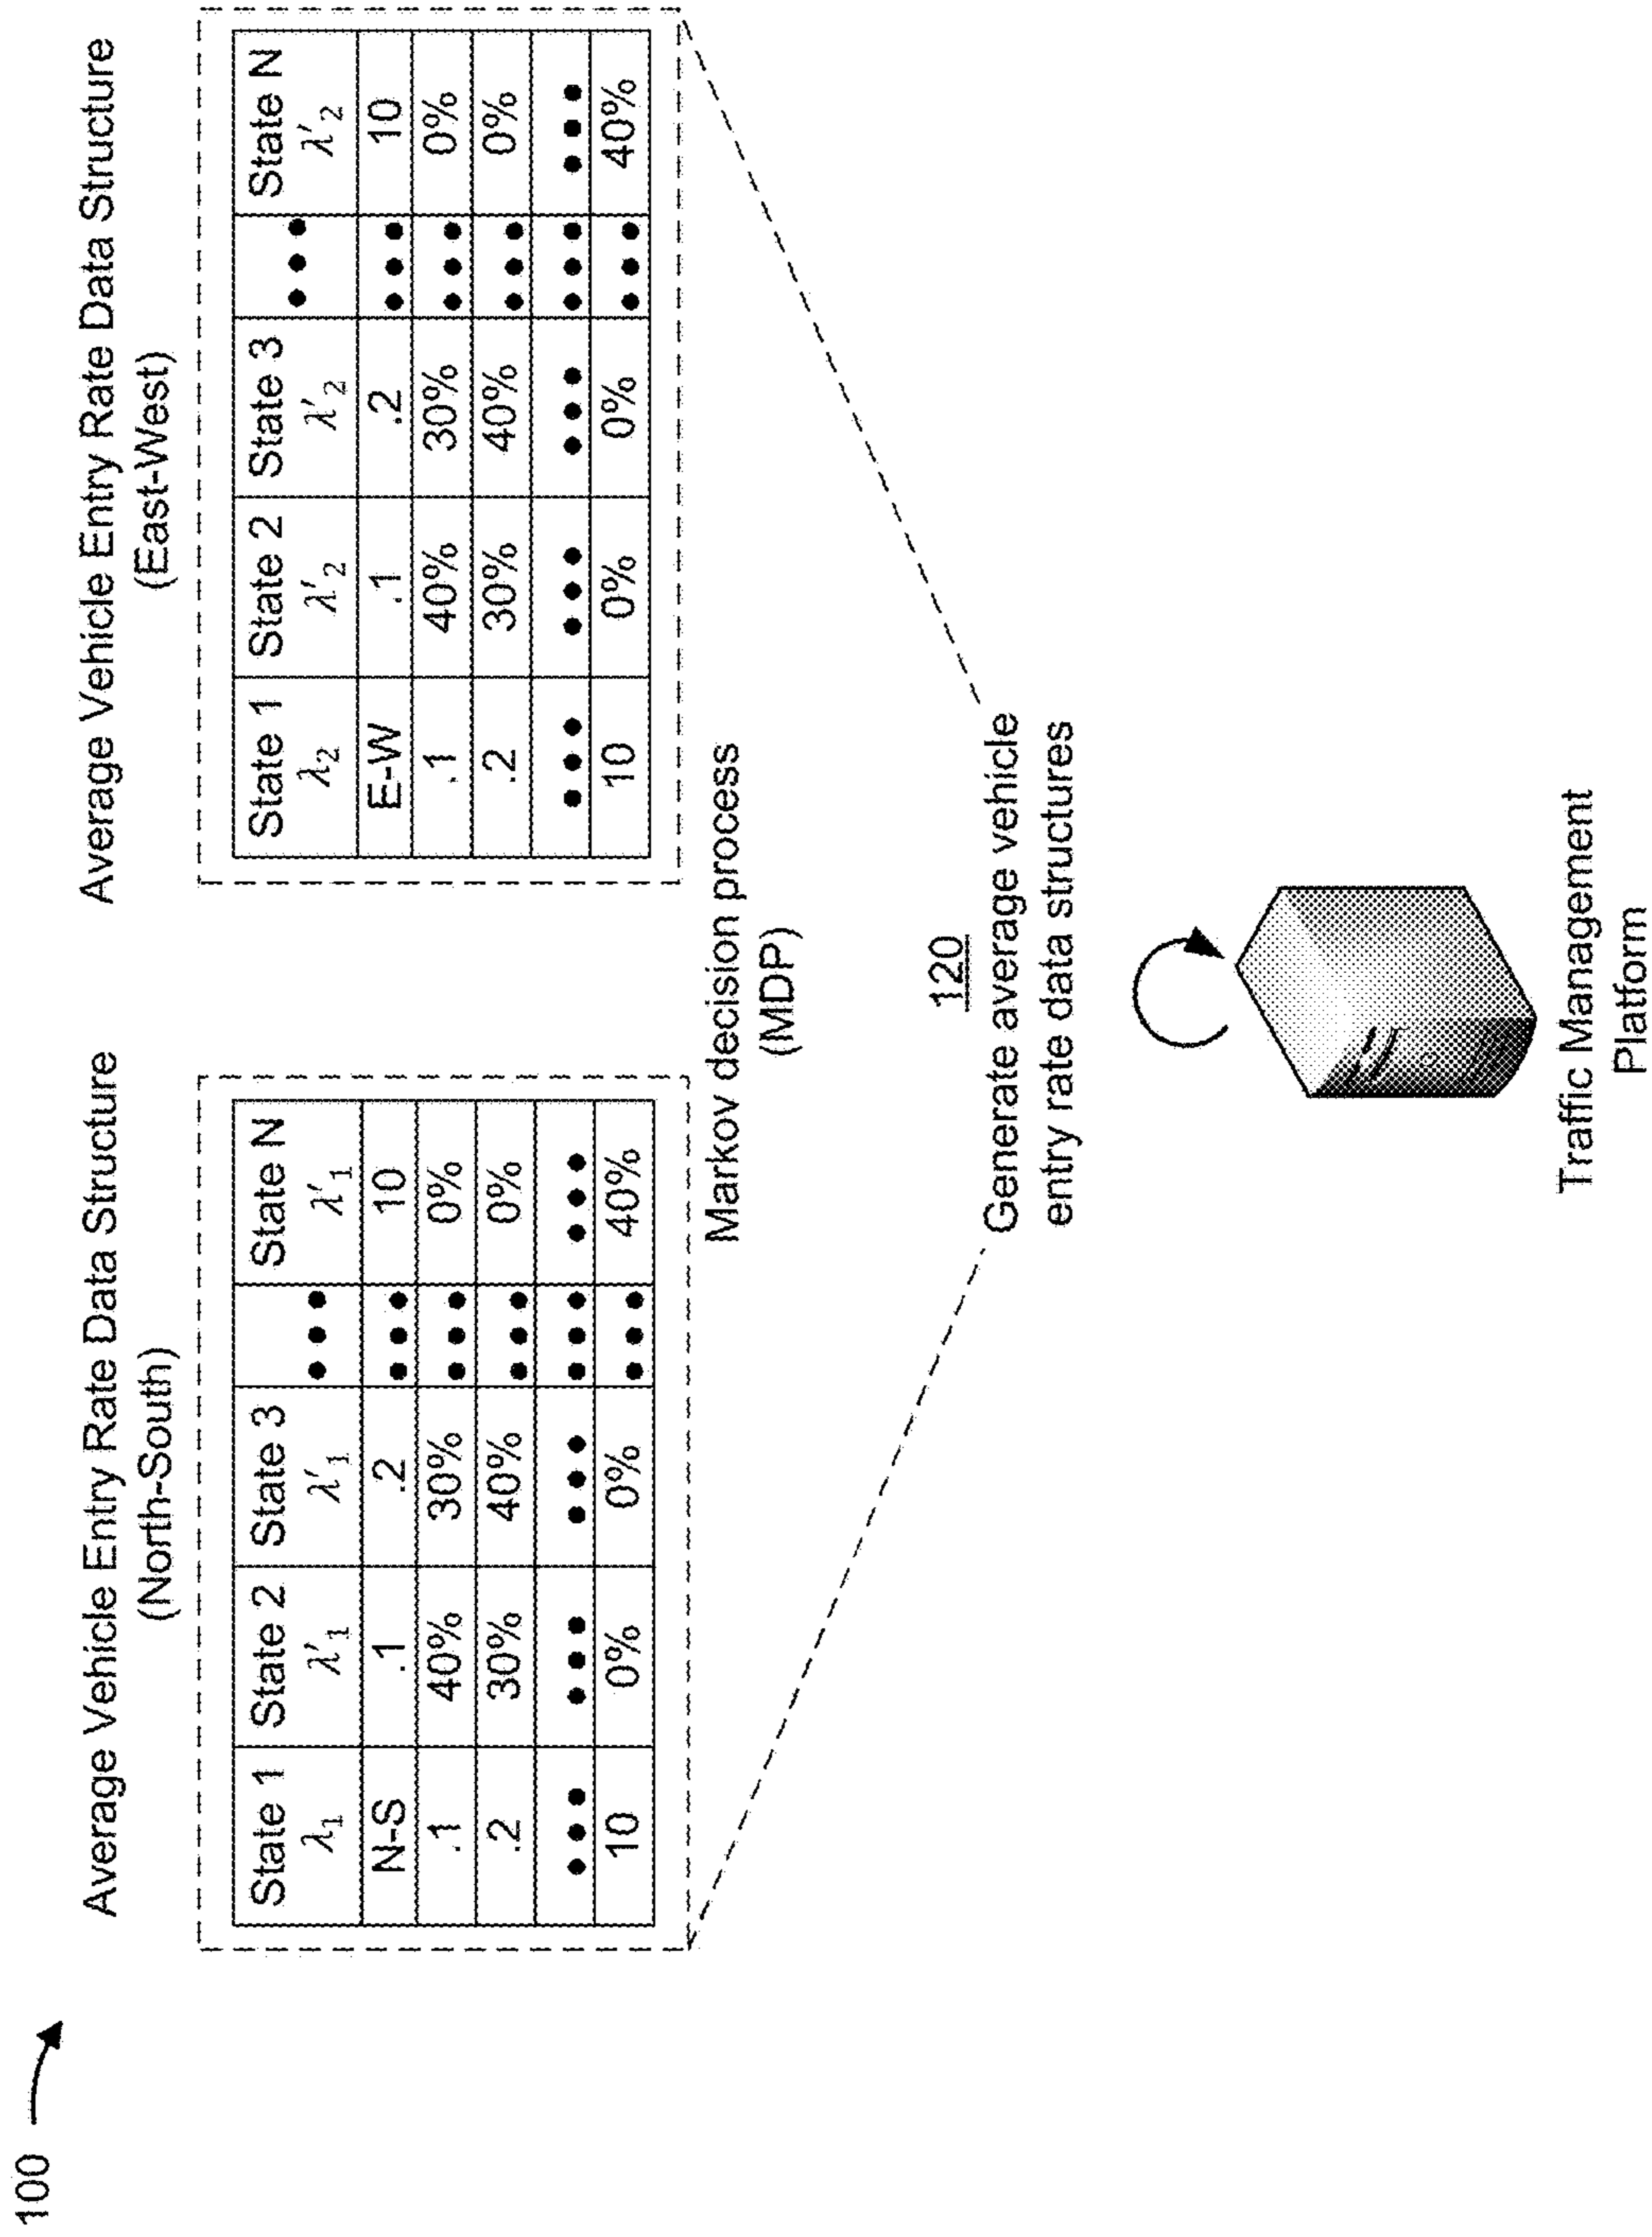 100
Average Vehicle Entry Rate Data Structure
(North-South)
State 1 State 2 State 3 ••• State N
λ₁ λ'₁ λ'₁ λ'₁
N-S .1 .2 ••• 10
.1 40% 30% ••• 0%
.2 30% 40% ••• 0%
••• ••• ••• ••• •••
10 0% 0% ••• 40%
Average Vehicle Entry Rate Data Structure
(East-West)
State 1 State 2 State 3 ••• State N
λ₂ λ'₂ λ'₂ λ'₂
E-W .1 .2 ••• 10
.1 40% 30% ••• 0%
.2 30% 40% ••• 0%
••• ••• ••• ••• •••
10 0% 0% ••• 40%
Markov decision process
(MDP)
120
Generate average vehicle
entry rate data structures
Traffic Management
Platform